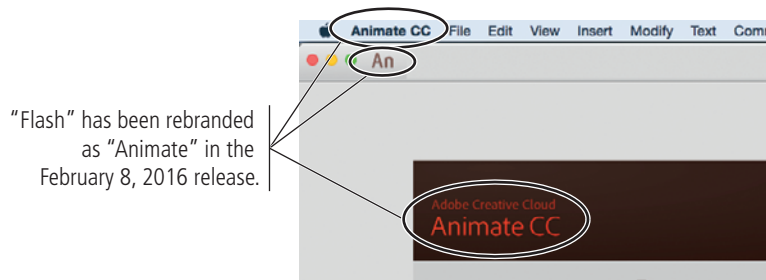 Animate CC File Edit View Insert Modify Text Comm
An
“Flash” has been rebranded
as “Animate” in the
February 8, 2016 release.
Adobe Creative Cloud
Animate CC